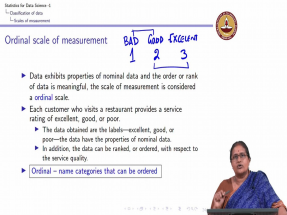 Statistics for Data Science -1
Classification of data
Scales of measurement
Ordinal scale of measurement
BAD GOOD EXCELLENT
1 2 3
Data exhibits properties of nominal data and the order or rank
of data is meaningful, the scale of measurement is considered
a ordinal scale.
Each customer who visits a restaurant provides a service
rating of excellent, good, or poor.
The data obtained are the labels—excellent, good, or
poor—the data have the properties of nominal data.
In addition, the data can be ranked, or ordered, with respect to
the service quality.
Ordinal – name categories that can be ordered